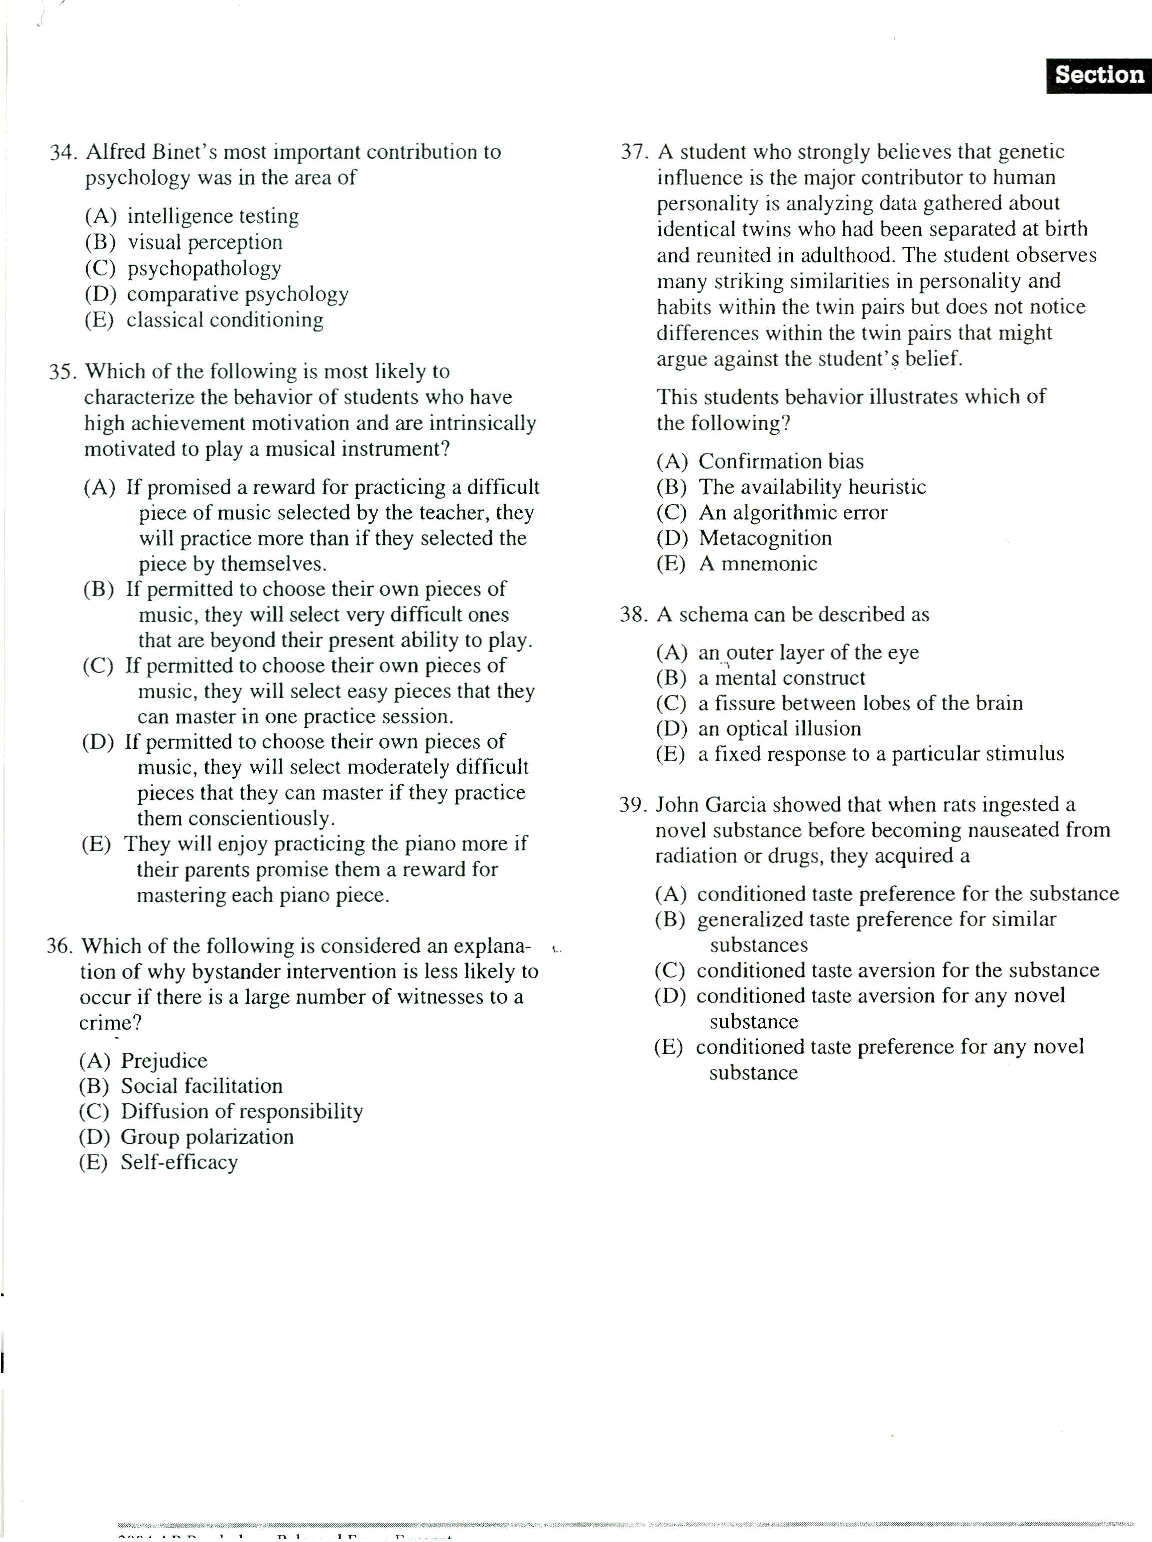 Section
34. Alfred Binet's most important contribution to
psychology was in the area of
(A) intelligence testing
(B) visual perception
(C) psychopathology
(D) comparative psychology
(E) classical conditioning
35. Which of the following is most likely to
characterize the behavior of students who have
high achievement motivation and are intrinsically
motivated to play a musical instrument?
(A) If promised a reward for practicing a difficult
piece of music selected by the teacher, they
will practice more than if they selected the
piece by themselves.
(B) If permitted to choose their own pieces of
music, they will select very difficult ones
that are beyond their present ability to play.
(C) If permitted to choose their own pieces of
music, they will select easy pieces that they
can master in one practice session.
(D) If permitted to choose their own pieces of
music, they will select moderately difficult
pieces that they can master if they practice
them conscientiously.
(E) They will enjoy practicing the piano more if
their parents promise them a reward for
mastering each piano piece.
36. Which of the following is considered an explana-
tion of why bystander intervention is less likely to
occur if there is a large number of witnesses to a
crime?
(A) Prejudice
(B) Social facilitation
(C) Diffusion of responsibility
(D) Group polarization
(E) Self-efficacy
37. A student who strongly believes that genetic
influence is the major contributor to human
personality is analyzing data gathered about
identical twins who had been separated at birth
and reunited in adulthood. The student observes
many striking similarities in personality and
habits within the twin pairs but does not notice
differences within the twin pairs that might
argue against the student's belief.
This students behavior illustrates which of
the following?
(A) Confirmation bias
(B) The availability heuristic
(C) An algorithmic error
(D) Metacognition
(E) A mnemonic
38. A schema can be described as
(A) an outer layer of the eye
(B) a mental construct
(C) a fissure between lobes of the brain
(D) an optical illusion
(E) a fixed response to a particular stimulus
39. John Garcia showed that when rats ingested a
novel substance before becoming nauseated from
radiation or drugs, they acquired a
(A) conditioned taste preference for the substance
(B) generalized taste preference for similar
substances
(C) conditioned taste aversion for the substance
(D) conditioned taste aversion for any novel
substance
(E) conditioned taste preference for any novel
substance